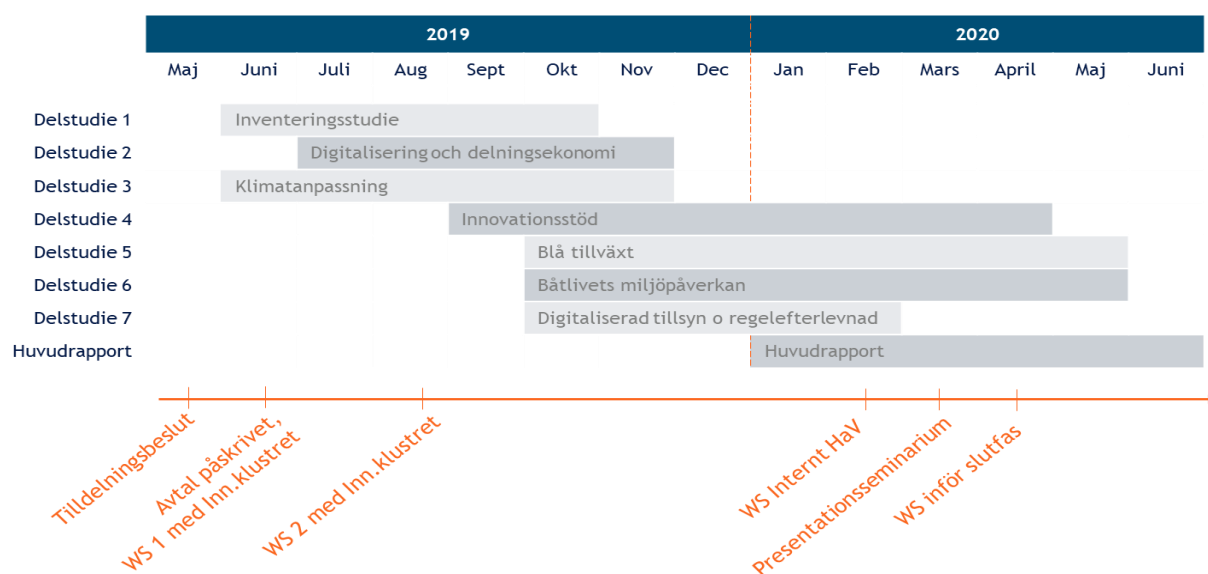 2019 2020
Maj Juni Juli Aug Sept Okt Nov Dec Jan Feb Mars April Maj Juni
Delstudie 1 Inventeringsstudie
Delstudie 2 Digitalisering och delningsekonomi
Delstudie 3 Klimatanpassning
Delstudie 4 Innovationsstöd
Delstudie 5 Blå tillväxt
Delstudie 6 Båtlivets miljöpåverkan
Delstudie 7 Digitaliserad tillsyn o regelefterlevnad
Huvudrapport Huvudrapport
Tilldelningsbeslut
Avtal påskrivet,
WS 1 med Inn.klustret
WS 2 med Inn.klustret
WS Internt HaV
Presentationsseminarium
WS inför slutfas